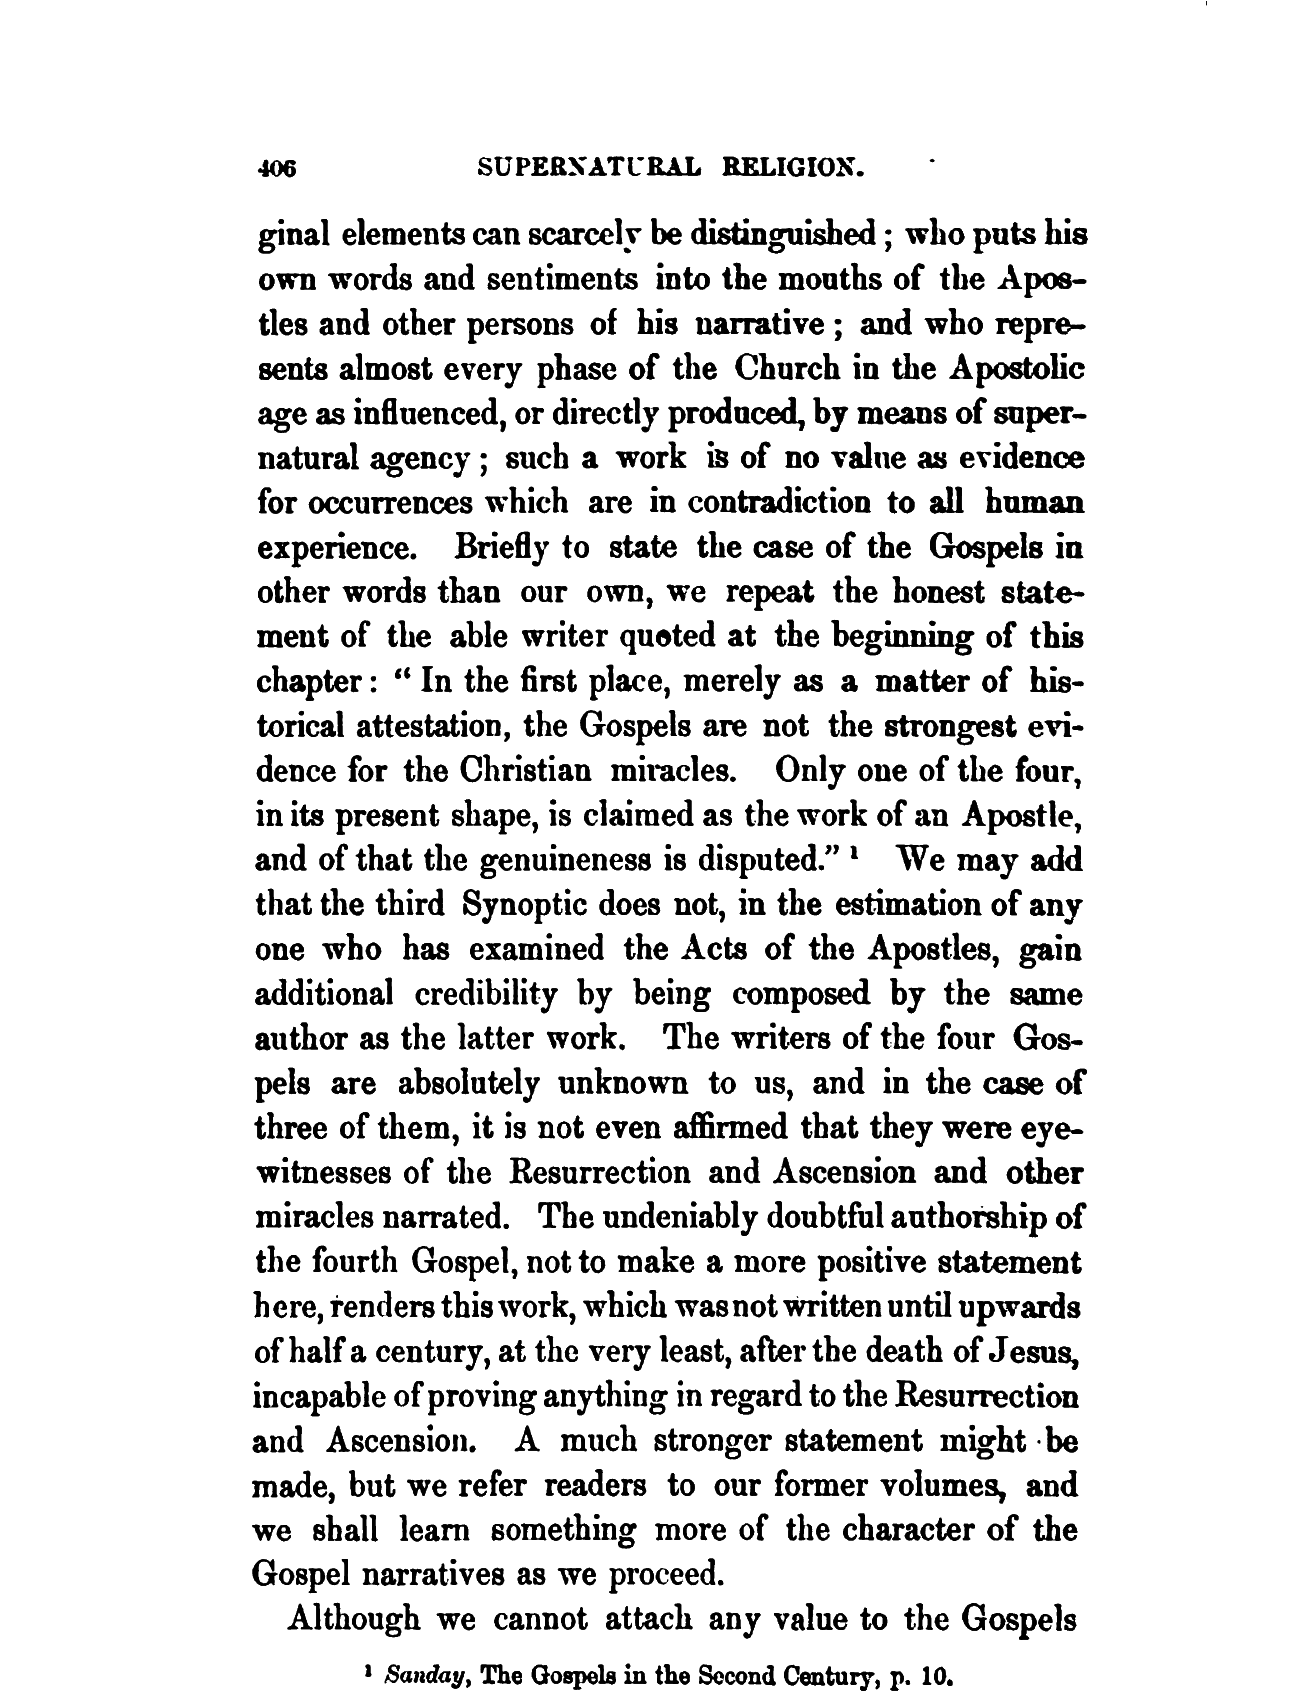 406 SUPERNATURAL RELIGION.
ginal elements can scarcely be distinguished ; who puts his
own words and sentiments into the mouths of the Apos-
tles and other persons of his narrative ; and who repre-
sents almost every phase of the Church in the Apostolic
age as influenced, or directly produced, by means of super-
natural agency ; such a work is of no value as evidence
for occurrences which are in contradiction to all human
experience. Briefly to state the case of the Gospels in
other words than our own, we repeat the honest state-
ment of the able writer quoted at the beginning of this
chapter : “ In the first place, merely as a matter of his-
torical attestation, the Gospels are not the strongest evi-
dence for the Christian miracles. Only one of the four,
in its present shape, is claimed as the work of an Apostle,
and of that the genuineness is disputed.” ¹ We may add
that the third Synoptic does not, in the estimation of any
one who has examined the Acts of the Apostles, gain
additional credibility by being composed by the same
author as the latter work. The writers of the four Gos-
pels are absolutely unknown to us, and in the case of
three of them, it is not even affirmed that they were eye-
witnesses of the Resurrection and Ascension and other
miracles narrated. The undeniably doubtful authorship of
the fourth Gospel, not to make a more positive statement
here, renders this work, which was not written until upwards
of half a century, at the very least, after the death of Jesus,
incapable of proving anything in regard to the Resurrection
and Ascension. A much stronger statement might be
made, but we refer readers to our former volumes, and
we shall learn something more of the character of the
Gospel narratives as we proceed.
Although we cannot attach any value to the Gospels
¹ Sanday, The Gospels in the Second Century, p. 10.